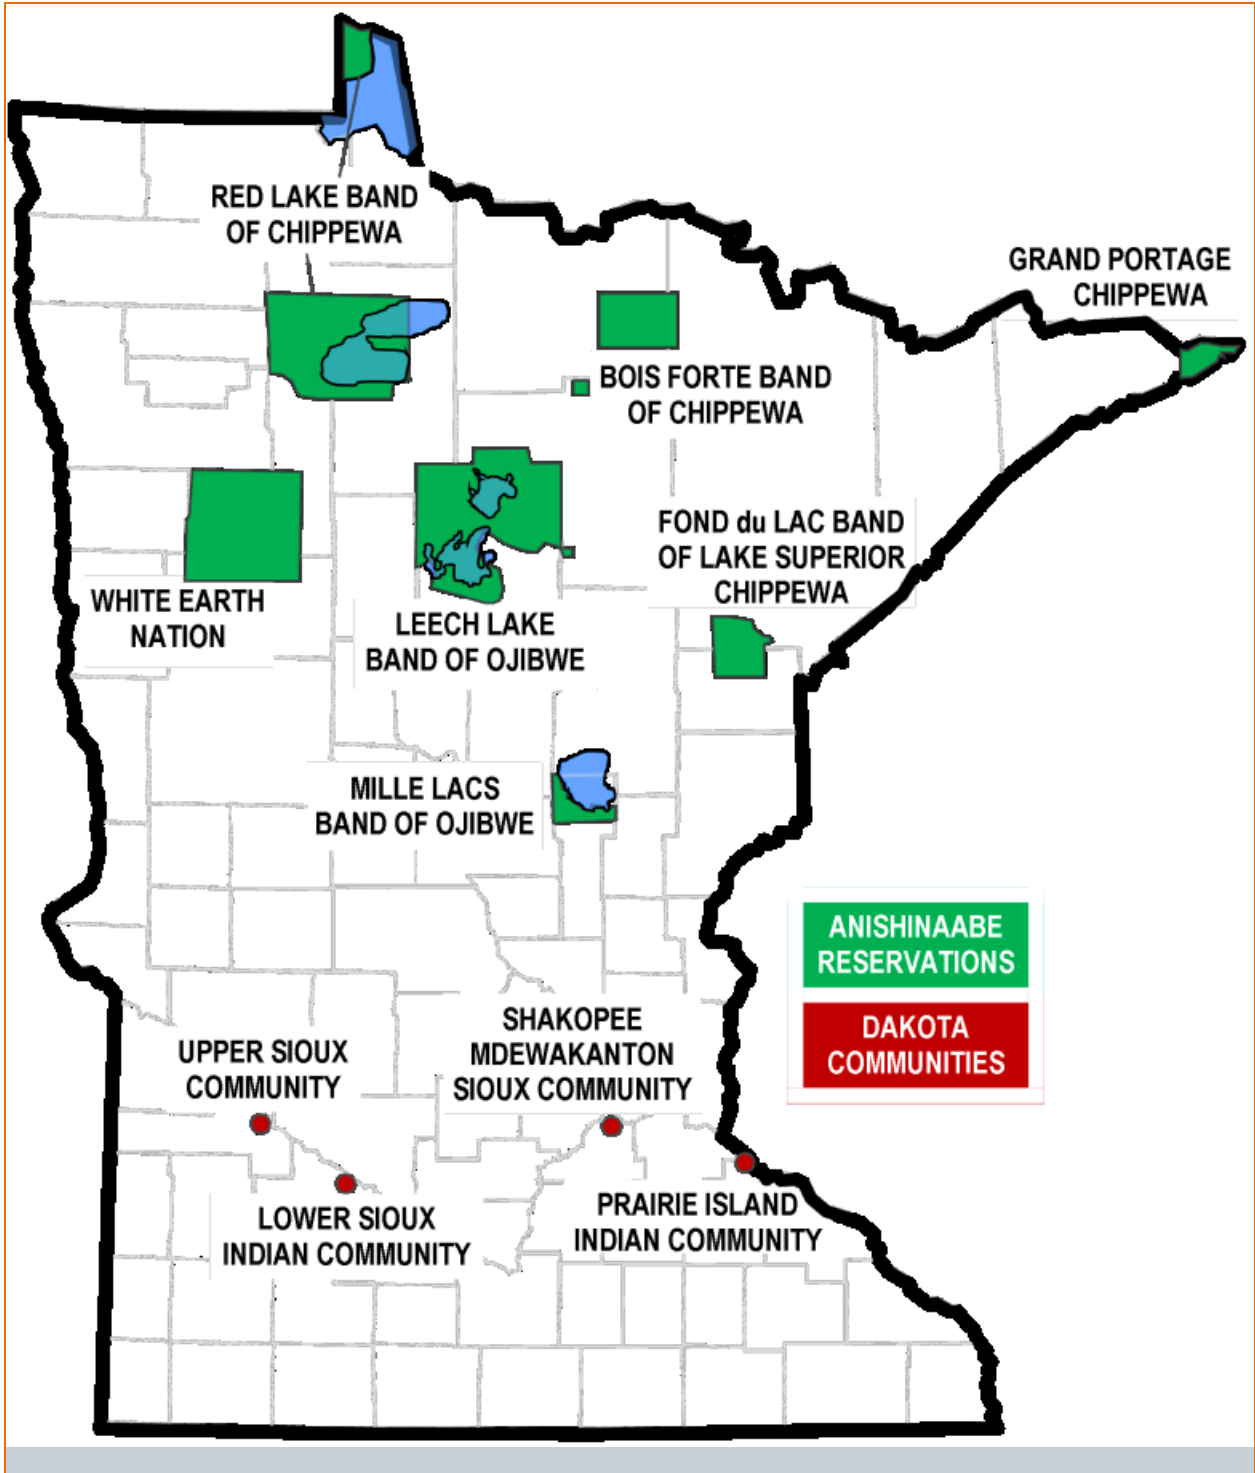 RED LAKE BAND
OF CHIPPEWA
GRAND PORTAGE
CHIPPEWA
BOIS FORTE BAND
OF CHIPPEWA
FOND du LAC BAND
OF LAKE SUPERIOR
CHIPPEWA
WHITE EARTH
NATION
LEECH LAKE
BAND OF OJIBWE
MILLE LACS
BAND OF OJIBWE
ANISHINAABE
RESERVATIONS
DAKOTA
COMMUNITIES
SHAKOPEE
MDEWAKANTON
SIOUX COMMUNITY
UPPER SIOUX
COMMUNITY
LOWER SIOUX
INDIAN COMMUNITY
PRAIRIE ISLAND
INDIAN COMMUNITY